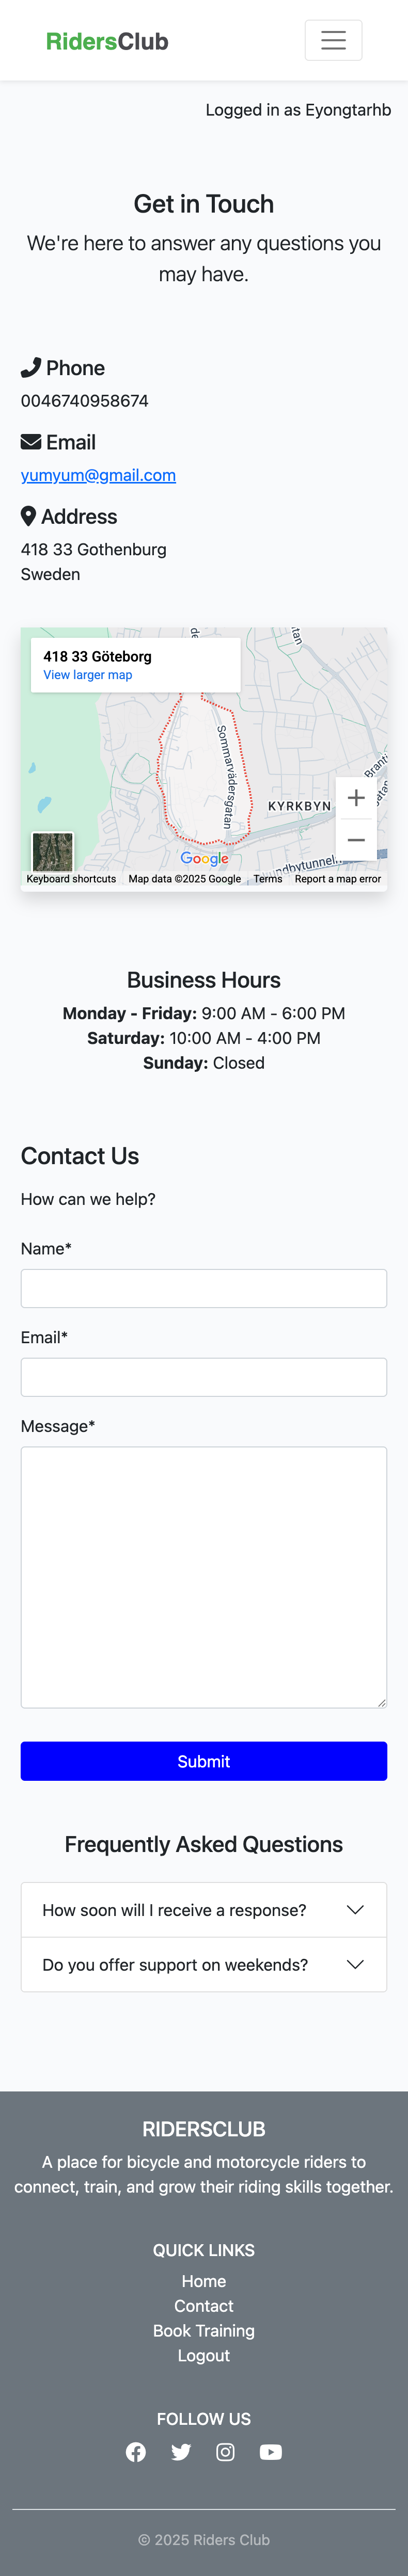 RidersClub
Logged in as Eyongtarhb
Get in Touch
We're here to answer any questions you
may have.
Phone
0046740958674
Email
yumyum@gmail.com
Address
418 33 Gothenburg
Sweden
418 33 Göteborg
View larger map
Sommarvädersgatan
KYRKBYN
Google
Keyboard shortcuts Map data ©2025 Google Terms Report a map error
Business Hours
Monday - Friday: 9:00 AM - 6:00 PM
Saturday: 10:00 AM - 4:00 PM
Sunday: Closed
Contact Us
How can we help?
Name*
Email*
Message*
Submit
Frequently Asked Questions
How soon will I receive a response?
Do you offer support on weekends?
RIDERSCLUB
A place for bicycle and motorcycle riders to
connect, train, and grow their riding skills together.
QUICK LINKS
Home
Contact
Book Training
Logout
FOLLOW US
© 2025 Riders Club